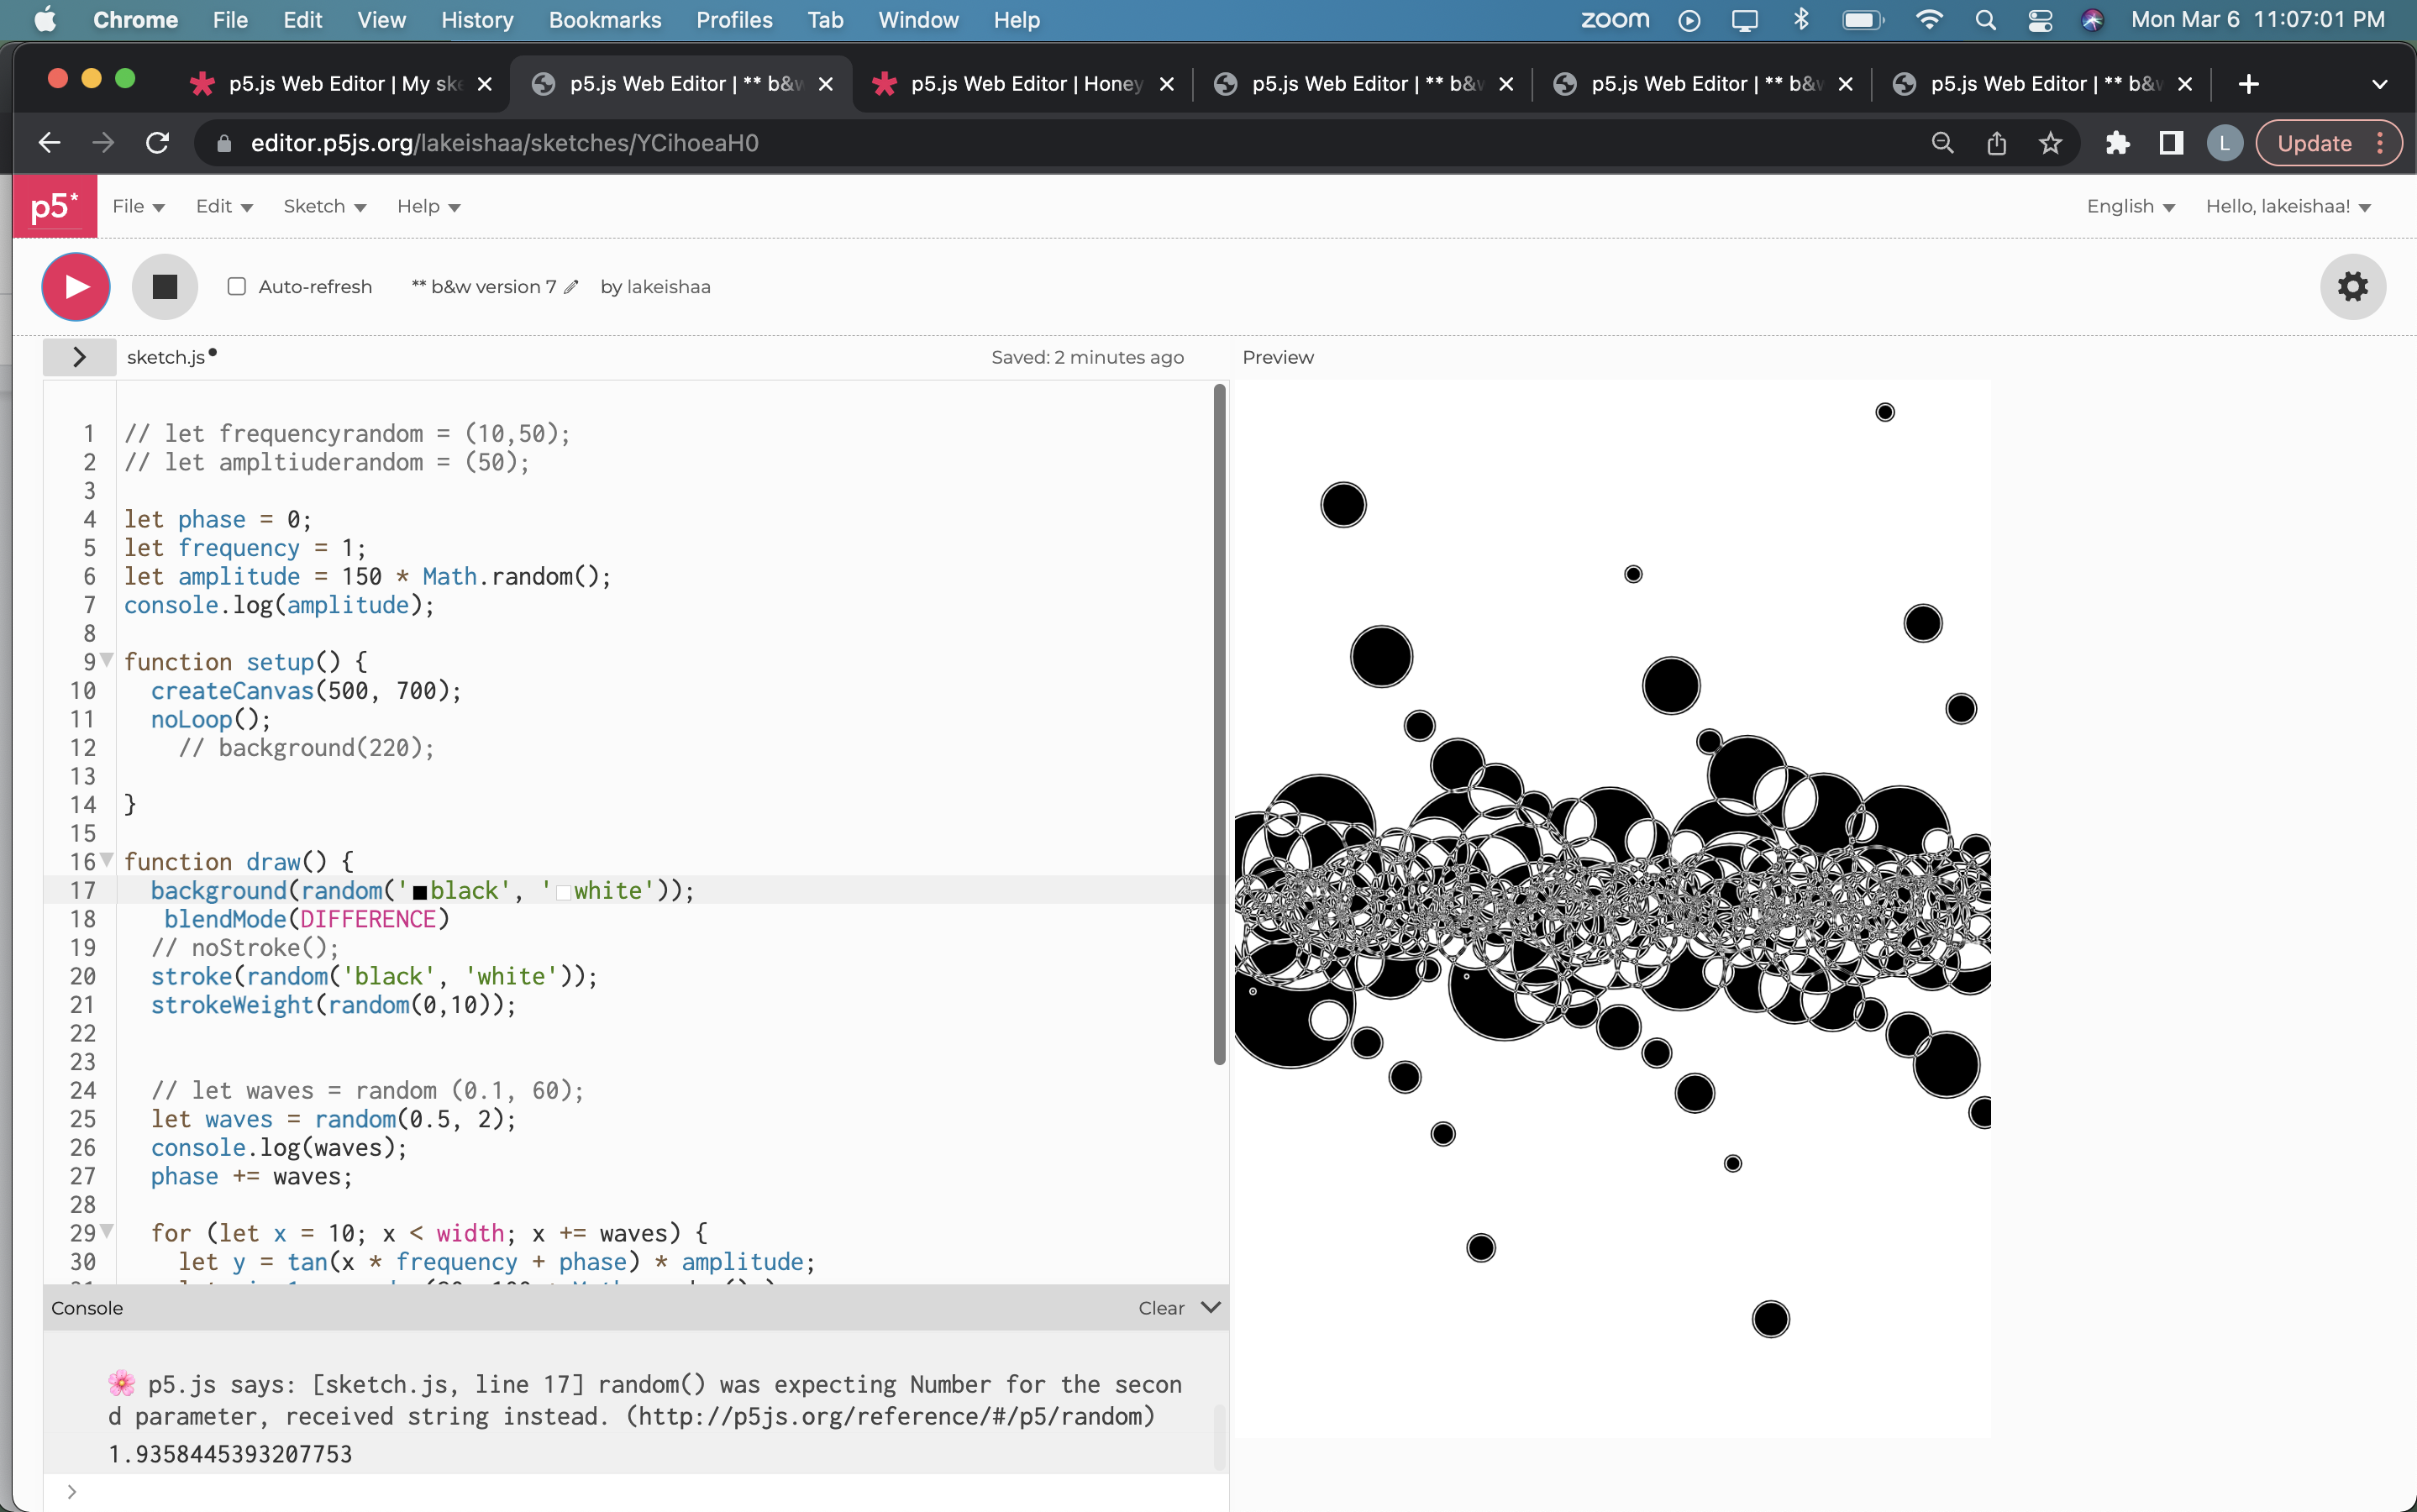 Chrome File Edit View History Bookmarks Profiles Tab Window Help zoom Mon Mar 6 11:07:01 PM
p5.js Web Editor | My ske p5.js Web Editor | ** b&w p5.js Web Editor | Honey p5.js Web Editor | ** b&w p5.js Web Editor | ** b&w p5.js Web Editor | ** b&w
editor.p5js.org/lakeishaa/sketches/YCihoeaH0 L Update
p5* File Edit Sketch Help English Hello, lakeishaa!
Auto-refresh ** b&w version 7 by lakeishaa
sketch.js Saved: 2 minutes ago Preview
1 // let frequencyrandom = (10,50);
2 // let ampltiuderandom = (50);
3
4 let phase = 0;
5 let frequency = 1;
6 let amplitude = 150 * Math.random();
7 console.log(amplitude);
8
9 function setup() {
10 createCanvas(500, 700);
11 noLoop();
12 // background(220);
13
14 }
15
16 function draw() {
17 background(random('black', 'white'));
18 blendMode(DIFFERENCE)
19 // noStroke();
20 stroke(random('black', 'white'));
21 strokeWeight(random(0,10));
22
23
24 // let waves = random (0.1, 60);
25 let waves = random(0.5, 2);
26 console.log(waves);
27 phase += waves;
28
29 for (let x = 10; x < width; x += waves) {
30 let y = tan(x * frequency + phase) * amplitude;
Console Clear
🌸 p5.js says: [sketch.js, line 17] random() was expecting Number for the secon
d parameter, received string instead. (http://p5js.org/reference/#/p5/random)
1.9358445393207753
>